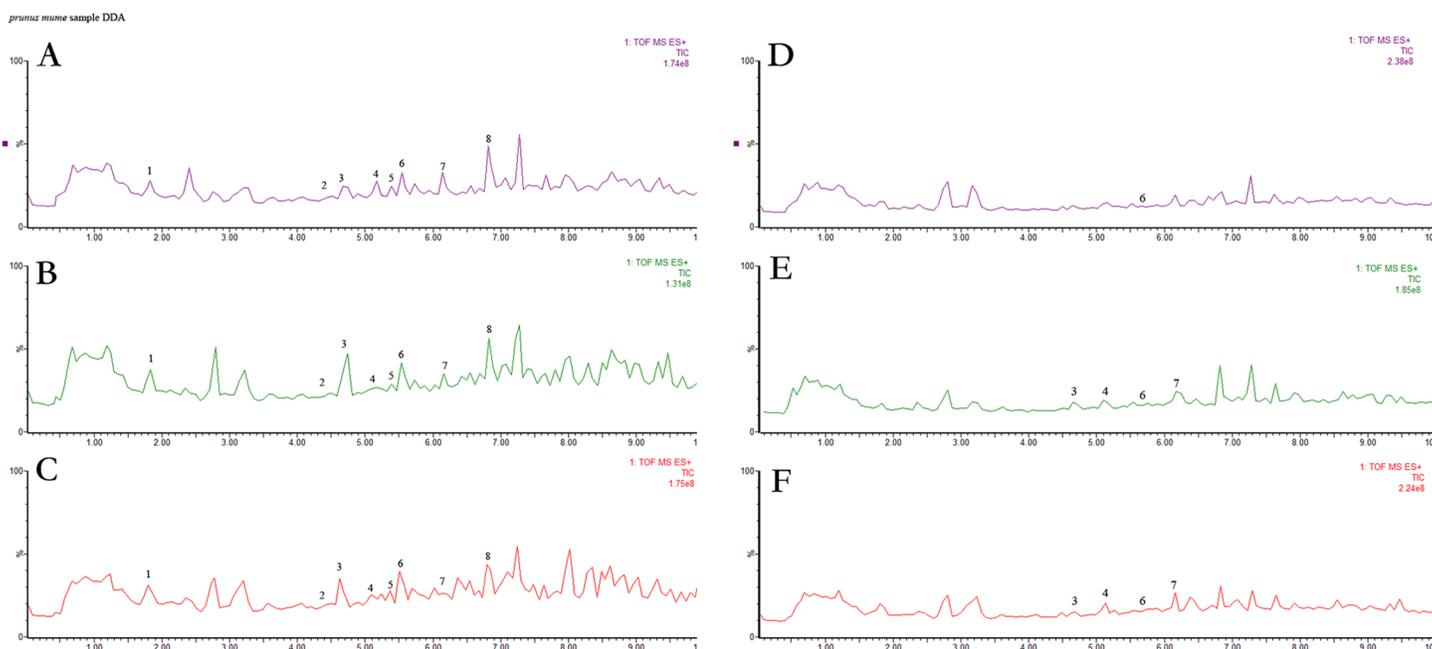 prunus mume sample DDA
A
1: TOF MS ES+
TIC
1.74e8
100
%
0
1 2 3 4 5 6 7 8
1.00 2.00 3.00 4.00 5.00 6.00 7.00 8.00 9.00 1
B
1: TOF MS ES+
TIC
1.31e8
100
%
0
1 2 3 4 5 6 7 8
1.00 2.00 3.00 4.00 5.00 6.00 7.00 8.00 9.00 1
C
1: TOF MS ES+
TIC
1.75e8
100
%
0
1 2 3 4 5 6 7 8
1.00 2.00 3.00 4.00 5.00 6.00 7.00 8.00 9.00 1
D
1: TOF MS ES+
TIC
2.38e8
100
%
0
6
1.00 2.00 3.00 4.00 5.00 6.00 7.00 8.00 9.00 10
E
1: TOF MS ES+
TIC
1.85e8
100
%
0
3 4 6 7
1.00 2.00 3.00 4.00 5.00 6.00 7.00 8.00 9.00 10
F
1: TOF MS ES+
TIC
2.24e8
100
%
0
3 4 6 7
1.00 2.00 3.00 4.00 5.00 6.00 7.00 8.00 9.00 10